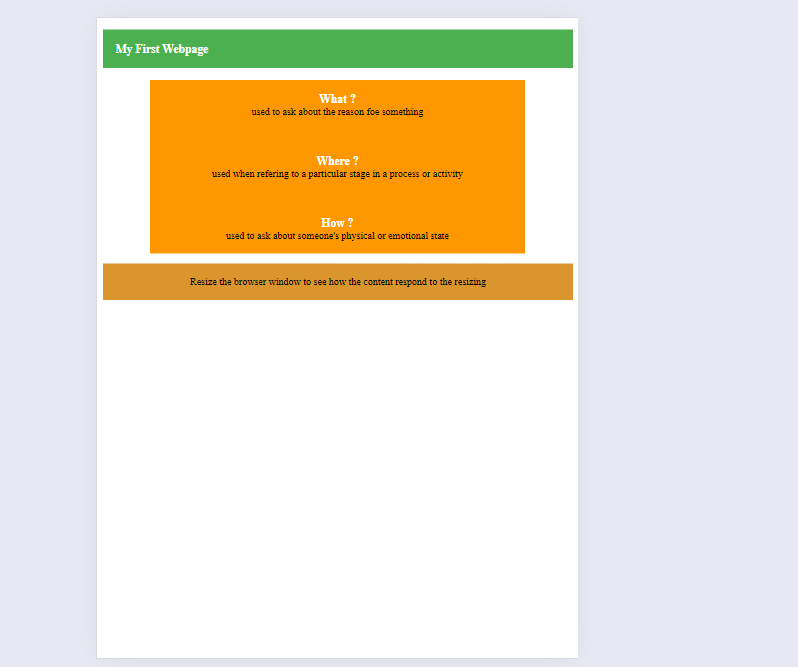 My First Webpage
What ?
used to ask about the reason foe something
Where ?
used when refering to a particular stage in a process or activity
How ?
used to ask about someone's physical or emotional state
Resize the browser window to see how the content respond to the resizing